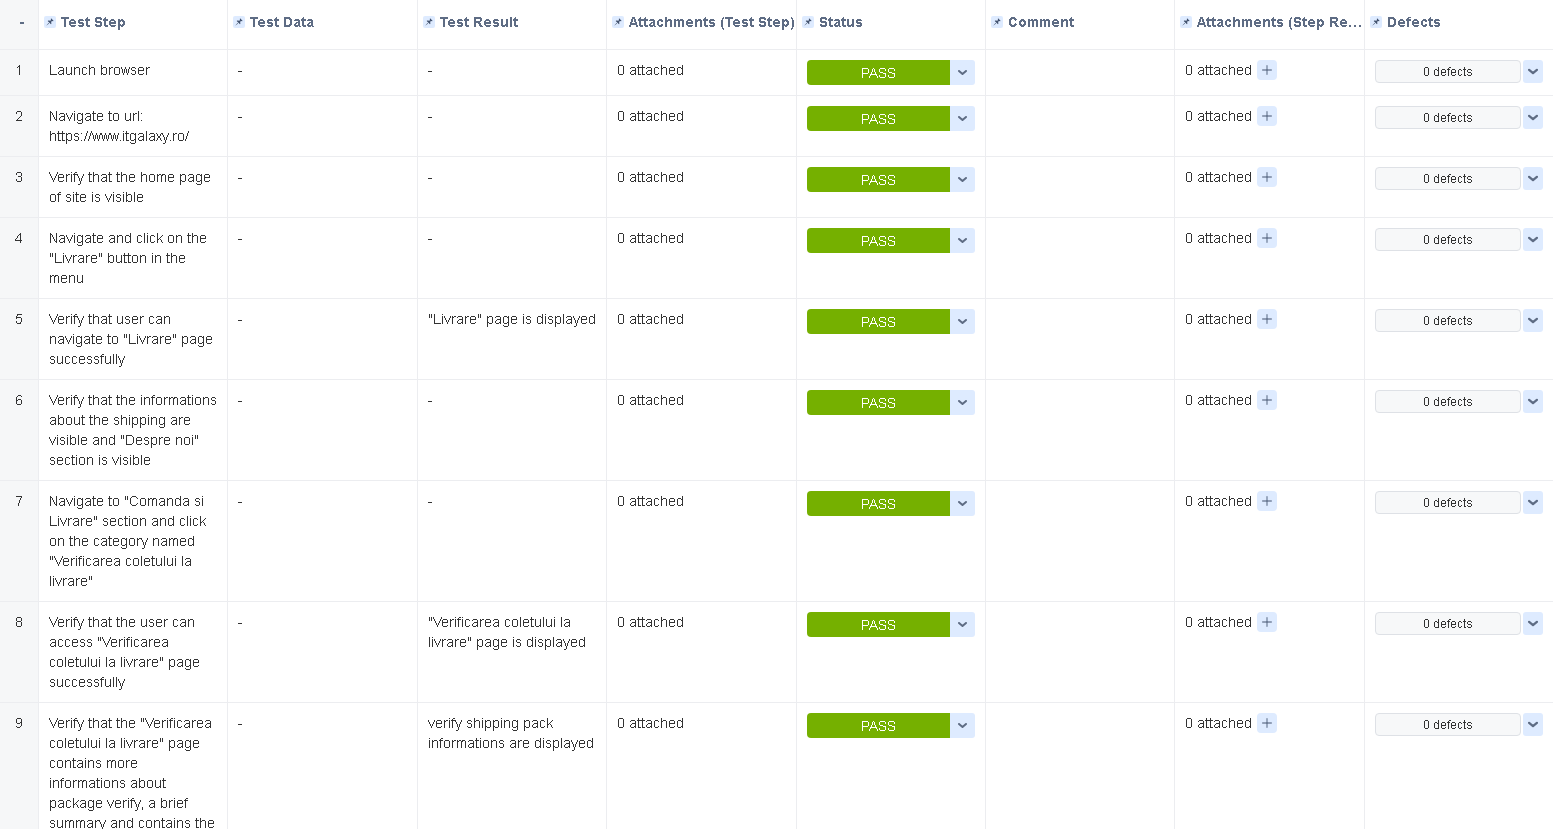 - Test Step Test Data Test Result Attachments (Test Step) Status Comment Attachments (Step Re... Defects
1 Launch browser - - 0 attached PASS 0 attached + 0 defects
2 Navigate to url: - - 0 attached PASS 0 attached + 0 defects
https://www.itgalaxy.ro/
3 Verify that the home page - - 0 attached PASS 0 attached + 0 defects
of site is visible
4 Navigate and click on the - - 0 attached PASS 0 attached + 0 defects
"Livrare" button in the
menu
5 Verify that user can - "Livrare" page is displayed 0 attached PASS 0 attached + 0 defects
navigate to "Livrare" page
successfully
6 Verify that the informations - - 0 attached PASS 0 attached + 0 defects
about the shipping are
visible and "Despre noi"
section is visible
7 Navigate to "Comanda si - - 0 attached PASS 0 attached + 0 defects
Livrare" section and click
on the category named
"Verificarea coletului la
livrare"
8 Verify that the user can - "Verificarea coletului la 0 attached PASS 0 attached + 0 defects
access "Verificarea livrare" page is displayed
coletului la livrare" page
successfully
9 Verify that the "Verificarea - verify shipping pack 0 attached PASS 0 attached + 0 defects
coletului la livrare" page informations are displayed
contains more
informations about
package verify, a brief
summary and contains the